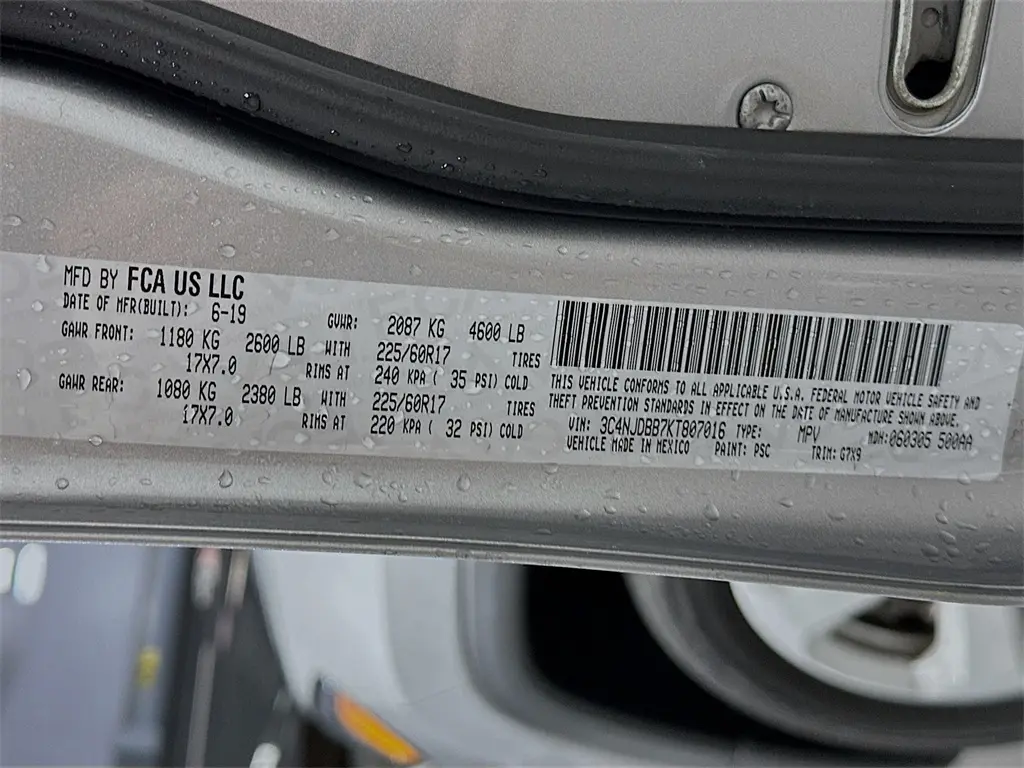 MFD BY FCA US LLC
DATE OF MFR(BUILT): 6-19
GVWR: 2087 KG 4600 LB
GAWR FRONT: 1180 KG 2600 LB WITH 225/60R17 TIRES
17X7.0 RIMS AT 240 KPA ( 35 PSI) COLD
GAWR REAR: 1080 KG 2380 LB WITH 225/60R17 TIRES
17X7.0 RIMS AT 220 KPA ( 32 PSI) COLD
THIS VEHICLE CONFORMS TO ALL APPLICABLE U.S.A. FEDERAL MOTOR VEHICLE SAFETY AND
THEFT PREVENTION STANDARDS IN EFFECT ON THE DATE OF MANUFACTURE SHOWN ABOVE.
VIN: 3C4NJDBB7KT807016 TYPE: MPV MDH: 060305 500AA
VEHICLE MADE IN MEXICO PAINT: PSC TRIM: G7X9